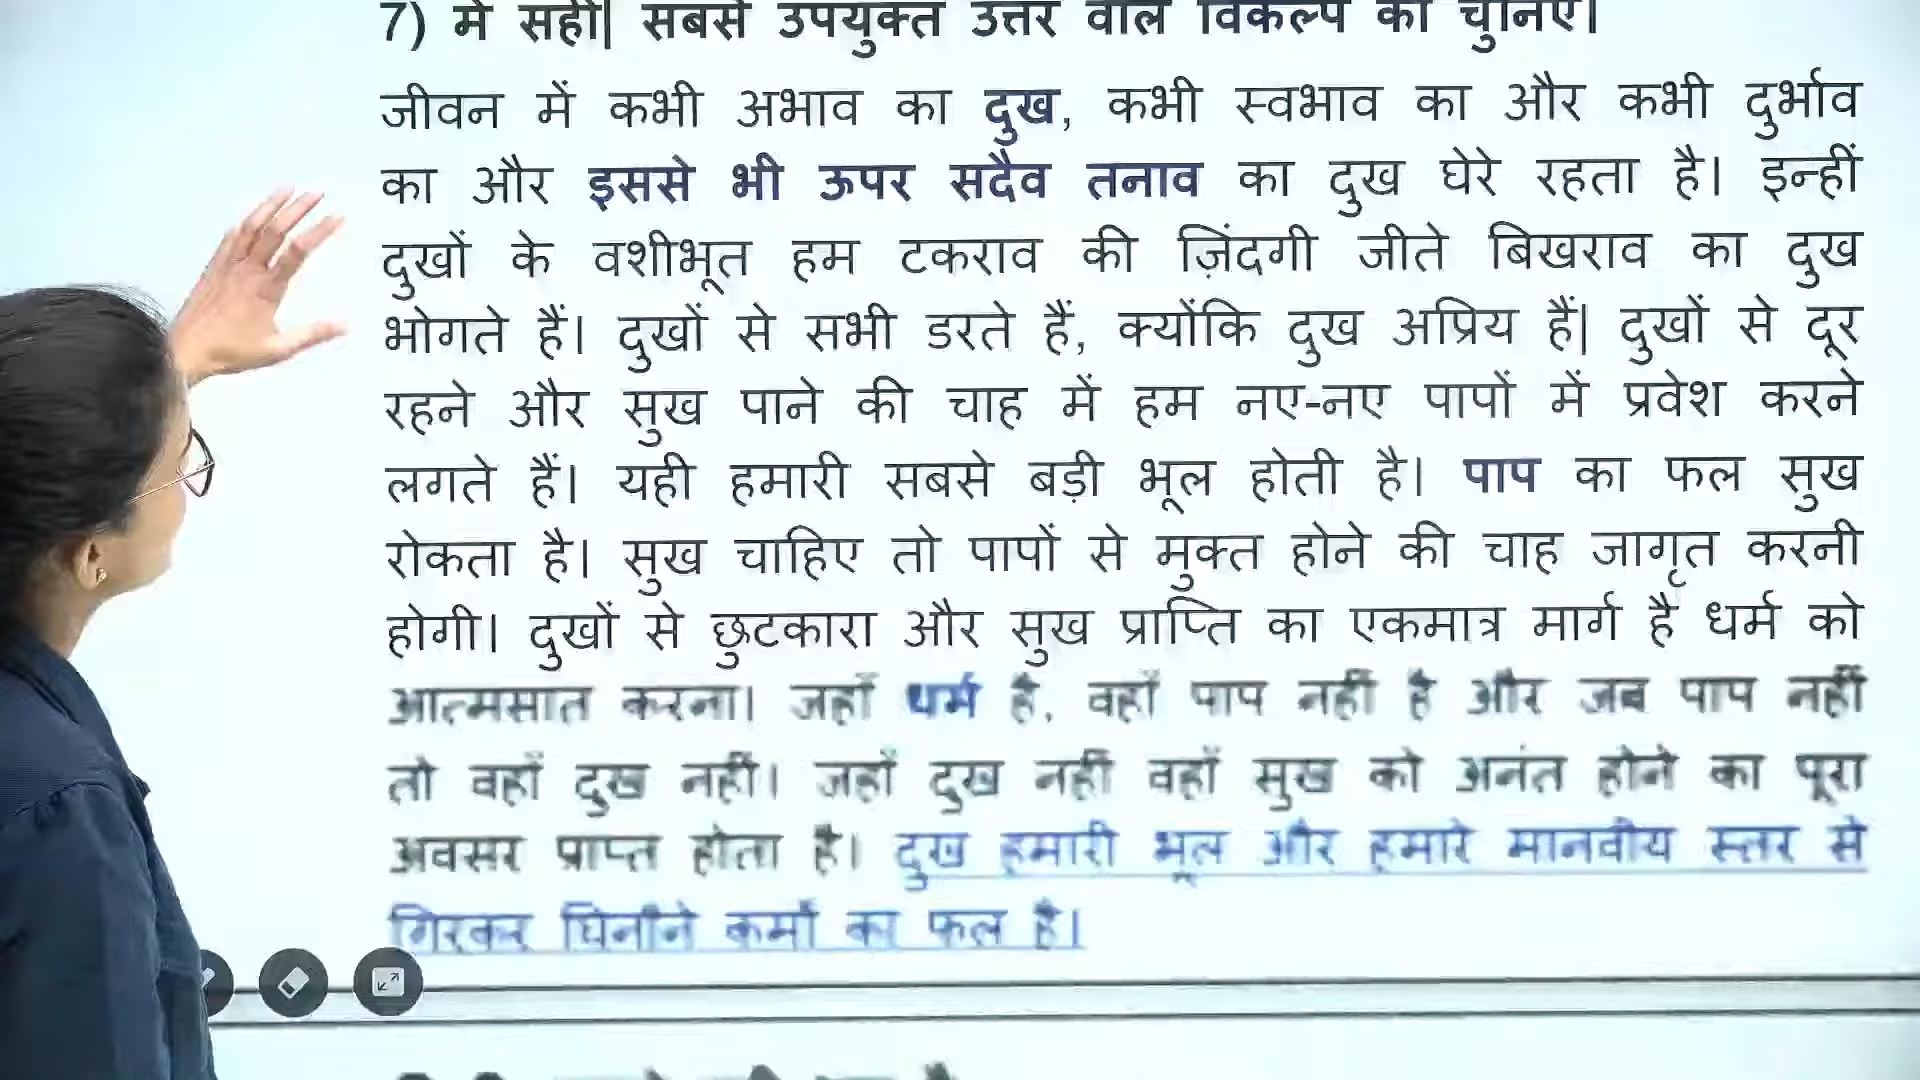 7) में सही| सबसे उपयुक्त उत्तर वाले विकल्प को चुनिए।
जीवन में कभी अभाव का दुख, कभी स्वभाव का और कभी दुर्भाव
का और इससे भी ऊपर सदैव तनाव का दुख घेरे रहता है। इन्हीं
दुखों के वशीभूत हम टकराव की ज़िंदगी जीते बिखराव का दुख
भोगते हैं। दुखों से सभी डरते हैं, क्योंकि दुख अप्रिय हैं| दुखों से दूर
रहने और सुख पाने की चाह में हम नए-नए पापों में प्रवेश करने
लगते हैं। यही हमारी सबसे बड़ी भूल होती है। पाप का फल सुख
रोकता है। सुख चाहिए तो पापों से मुक्त होने की चाह जागृत करनी
होगी। दुखों से छुटकारा और सुख प्राप्ति का एकमात्र मार्ग है धर्म को
आत्मसात करना। जहाँ धर्म है, वहाँ पाप नहीं है और जब पाप नहीं
तो वहाँ दुख नहीं। जहाँ दुख नहीं वहाँ सुख को अनंत होने का पूरा
अवसर प्राप्त होता है। दुख हमारी भूल और हमारे मानवीय स्तर से
गिरकर घिनौने कर्मों का फल है।